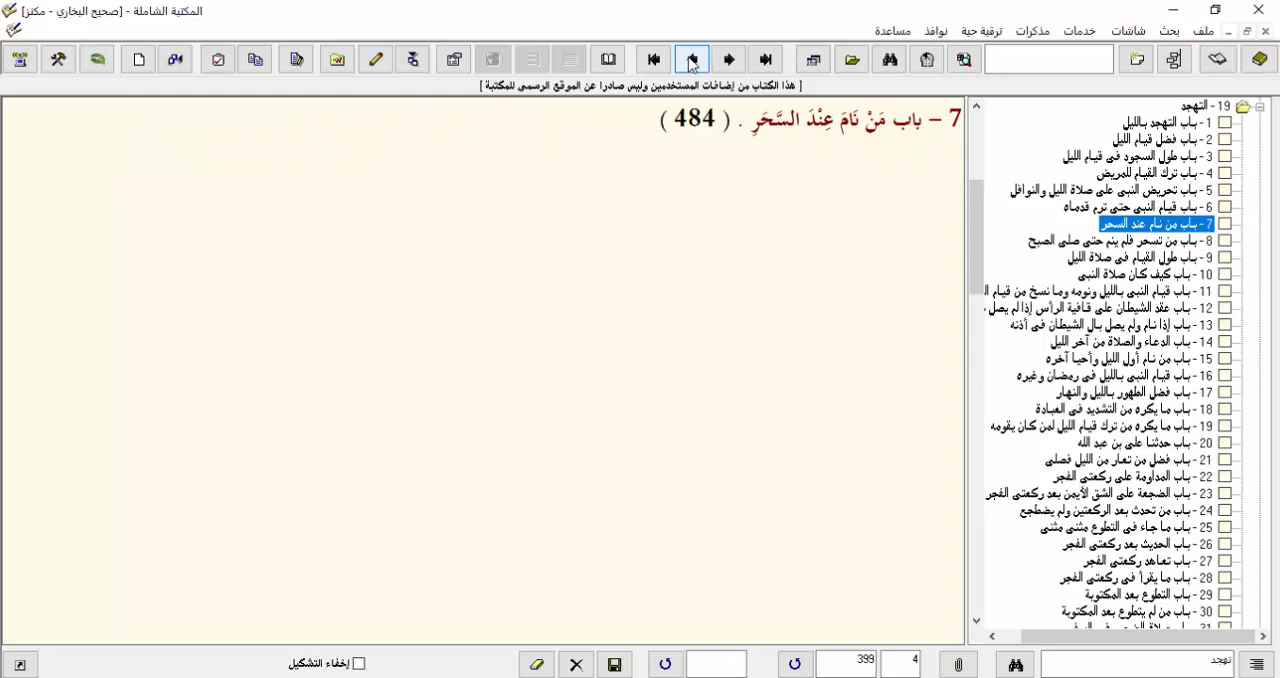 المكتبة الشاملة - [صحيح البخاري - مكنز]
ملف بحث شاشات خدمات مذكرات ترقية حية نوافذ مساعدة
[ هذا الكتاب من إضافات المستخدمين وليس صادرا عن الموقع الرسمي للمكتبة ]
7 - باب مَنْ نَامَ عِنْدَ السَّحَرِ . ( 484 )
19 - التهجد
1 - باب التهجد بالليل
2 - باب فضل قيام الليل
3 - باب طول السجود فى قيام الليل
4 - باب ترك القيام للمريض
5 - باب تحريض النبى على صلاة الليل والنوافل
6 - باب قيام النبى حتى ترم قدماه
7 - باب من نام عند السحر
8 - باب من تسحر فلم ينم حتى صلى الصبح
9 - باب طول القيام فى صلاة الليل
10 - باب كيف كان صلاة النبى
11 - باب قيام النبى بالليل ونومه وما نسخ من قيام ال
12 - باب عقد الشيطان على قافية الرأس إذا لم يصل
13 - باب إذا نام ولم يصل بال الشيطان فى أذنه
14 - باب الدعاء والصلاة من آخر الليل
15 - باب من نام أول الليل وأحيا آخره
16 - باب قيام النبى بالليل فى رمضان وغيره
17 - باب فضل الطهور بالليل والنهار
18 - باب ما يكره من التشديد فى العبادة
19 - باب ما يكره من ترك قيام الليل لمن كان يقومه
20 - باب حدثنا على بن عبد الله
21 - باب فضل من تعار من الليل فصلى
22 - باب المداومة على ركعتى الفجر
23 - باب الضجعة على الشق الأيمن بعد ركعتى الفجر
24 - باب من تحدث بعد الركعتين ولم يضطجع
25 - باب ما جاء فى التطوع مثنى مثنى
26 - باب الحديث بعد ركعتى الفجر
27 - باب تعاهد ركعتى الفجر
28 - باب ما يقرأ فى ركعتى الفجر
29 - باب التطوع بعد المكتوبة
30 - باب من لم يتطوع بعد المكتوبة
تهجد
4
399
إخفاء التشكيل